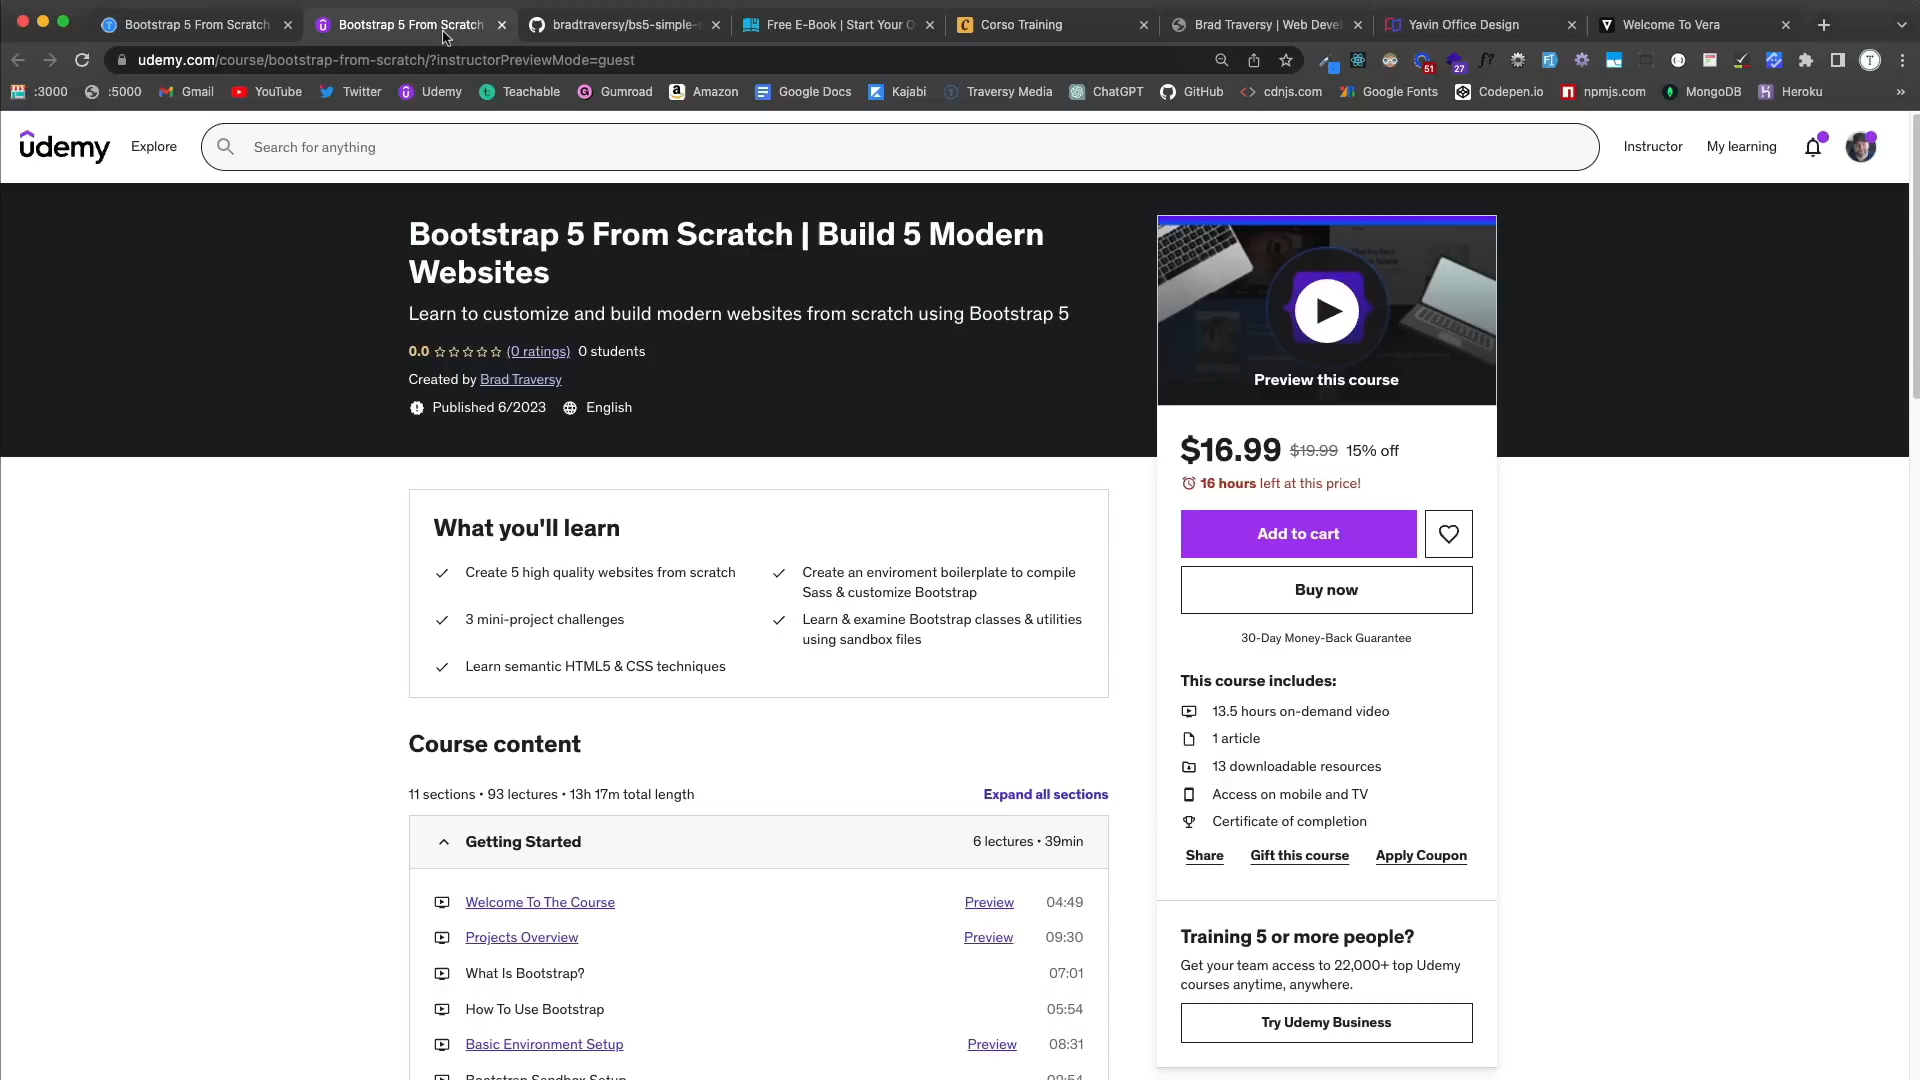 Bootstrap 5 From Scratch
Bootstrap 5 From Scratch
bradtraversy/bs5-simple-
Free E-Book | Start Your O
Corso Training
Brad Traversy | Web Deve
Yavin Office Design
Welcome To Vera
udemy.com/course/bootstrap-from-scratch/?instructorPreviewMode=guest
51
27
f?
T
:3000
:5000
Gmail
YouTube
Twitter
Udemy
Teachable
Gumroad
Amazon
Google Docs
Kajabi
Traversy Media
ChatGPT
GitHub
cdnjs.com
Google Fonts
Codepen.io
npmjs.com
MongoDB
Heroku
»
udemy
Explore
Search for anything
Instructor
My learning
Bootstrap 5 From Scratch | Build 5 Modern
Websites
Learn to customize and build modern websites from scratch using Bootstrap 5
0.0 (0 ratings) 0 students
Created by Brad Traversy
Published 6/2023 English
Preview this course
$16.99 $19.99 15% off
16 hours left at this price!
Add to cart
Buy now
30-Day Money-Back Guarantee
This course includes:
13.5 hours on-demand video
1 article
13 downloadable resources
Access on mobile and TV
Certificate of completion
Share Gift this course Apply Coupon
Training 5 or more people?
Get your team access to 22,000+ top Udemy
courses anytime, anywhere.
Try Udemy Business
What you'll learn
Create 5 high quality websites from scratch
Create an enviroment boilerplate to compile
Sass & customize Bootstrap
3 mini-project challenges
Learn & examine Bootstrap classes & utilities
using sandbox files
Learn semantic HTML5 & CSS techniques
Course content
11 sections • 93 lectures • 13h 17m total length
Expand all sections
Getting Started
6 lectures • 39min
Welcome To The Course Preview 04:49
Projects Overview Preview 09:30
What Is Bootstrap? 07:01
How To Use Bootstrap 05:54
Basic Environment Setup Preview 08:31
Bootstrap Sandbox Setup